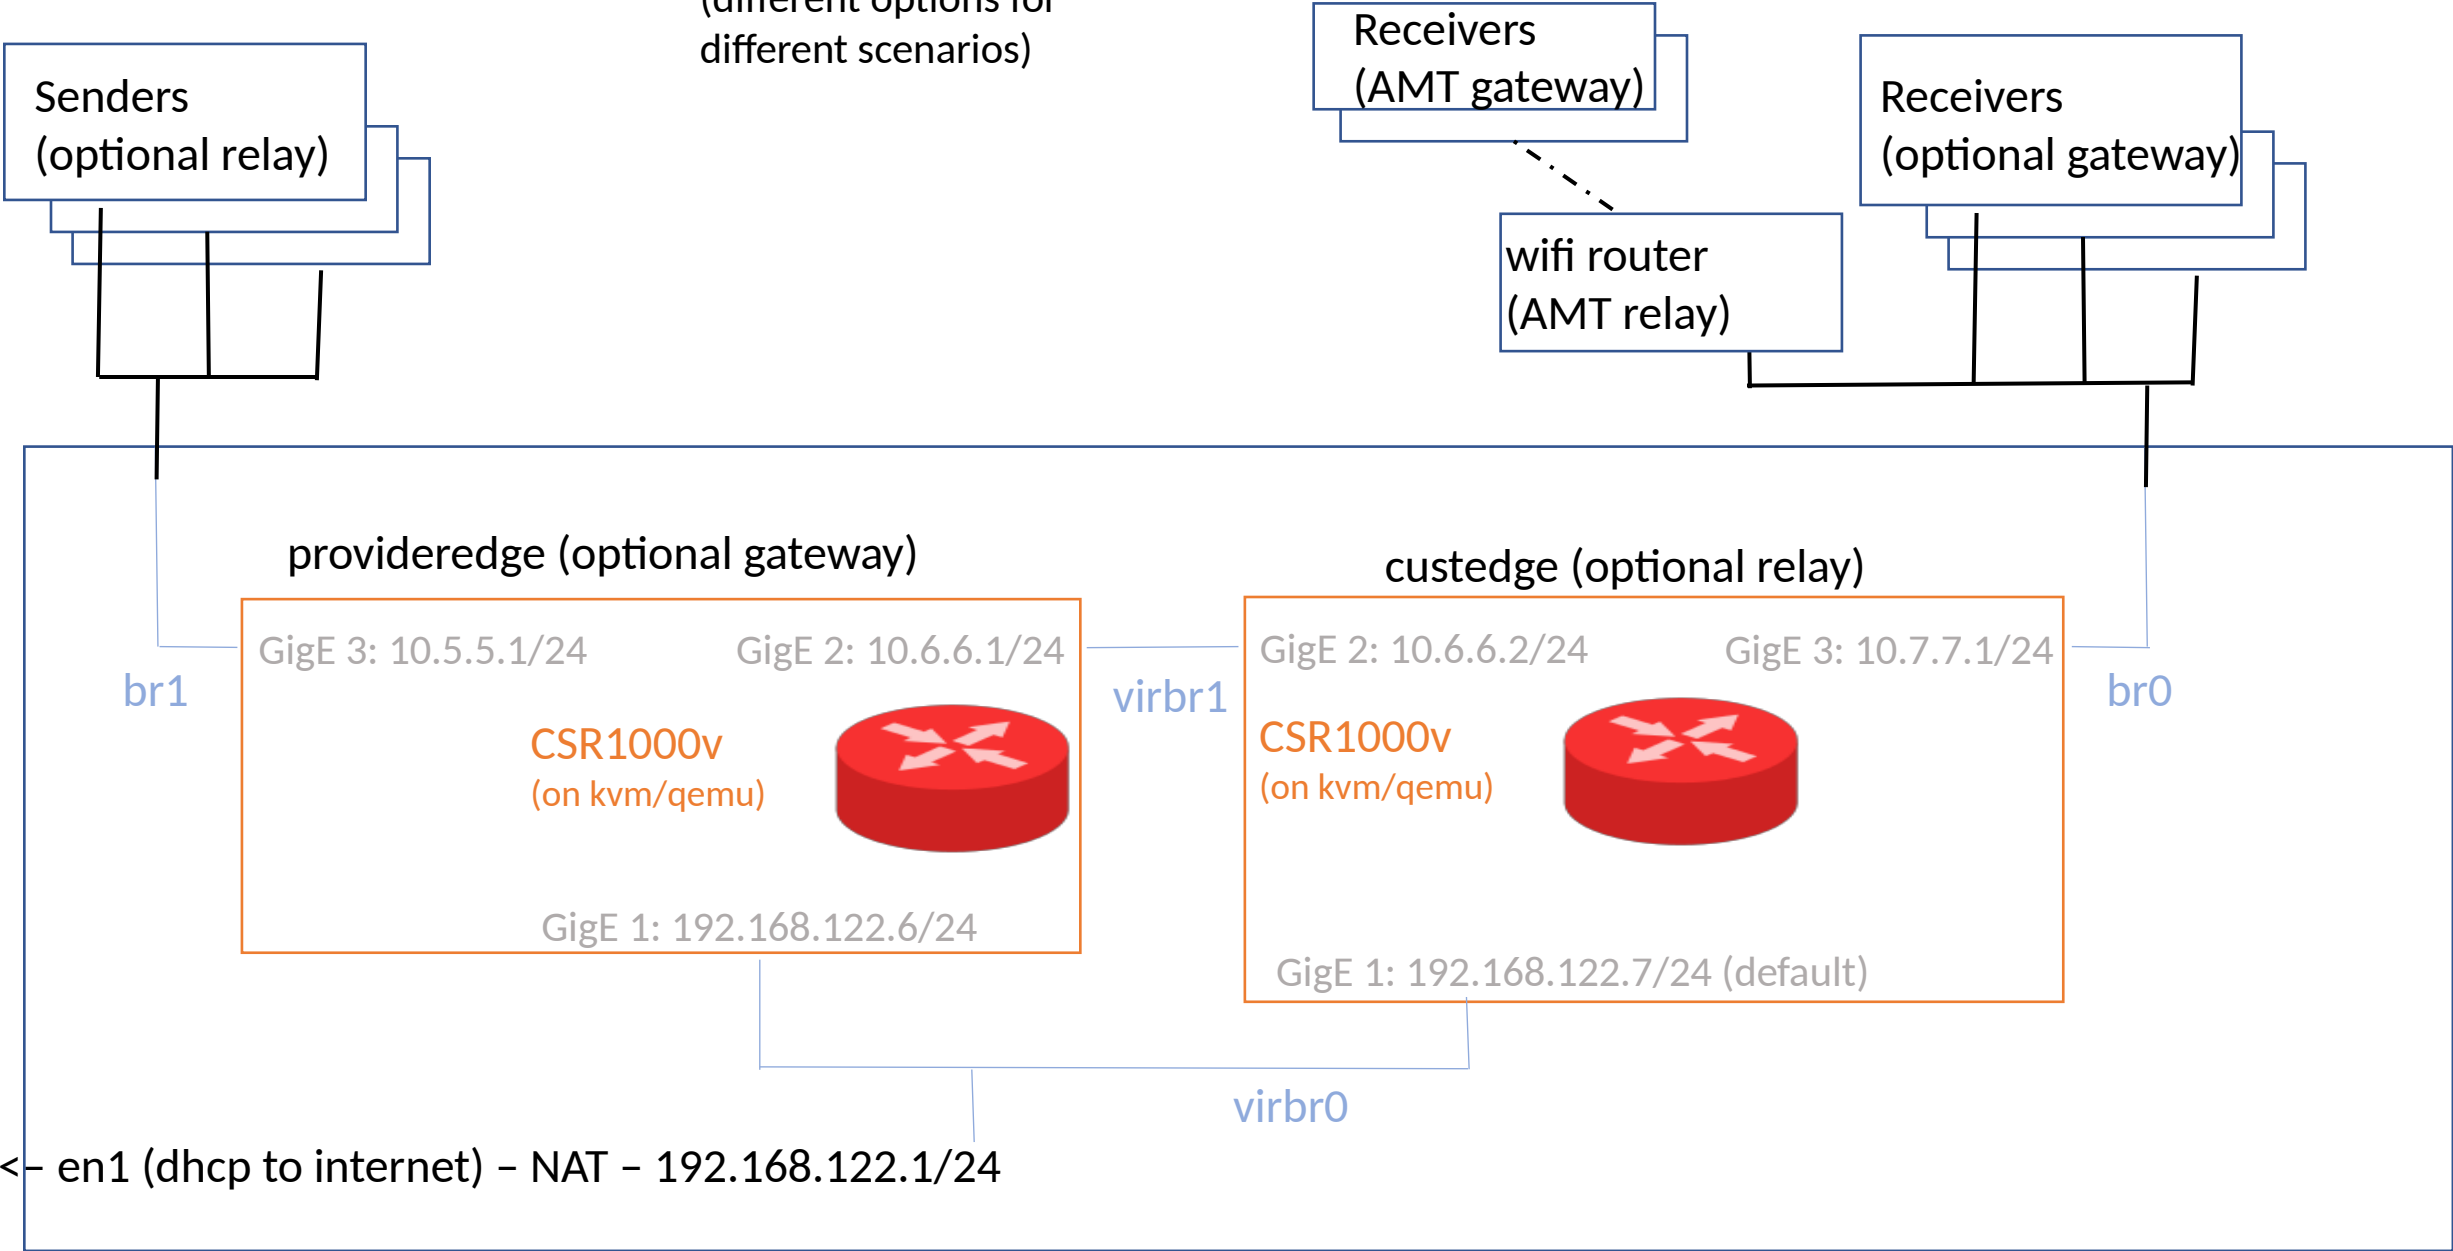 (different options for
different scenarios)
Senders
(optional relay)
Receivers
(AMT gateway)
Receivers
(optional gateway)
wifi router
(AMT relay)
provideredge (optional gateway)
custedge (optional relay)
GigE 3: 10.5.5.1/24
GigE 2: 10.6.6.1/24
GigE 2: 10.6.6.2/24
GigE 3: 10.7.7.1/24
br1
virbr1
br0
CSR1000v
(on kvm/qemu)
CSR1000v
(on kvm/qemu)
GigE 1: 192.168.122.6/24
GigE 1: 192.168.122.7/24 (default)
virbr0
<– en1 (dhcp to internet) – NAT – 192.168.122.1/24